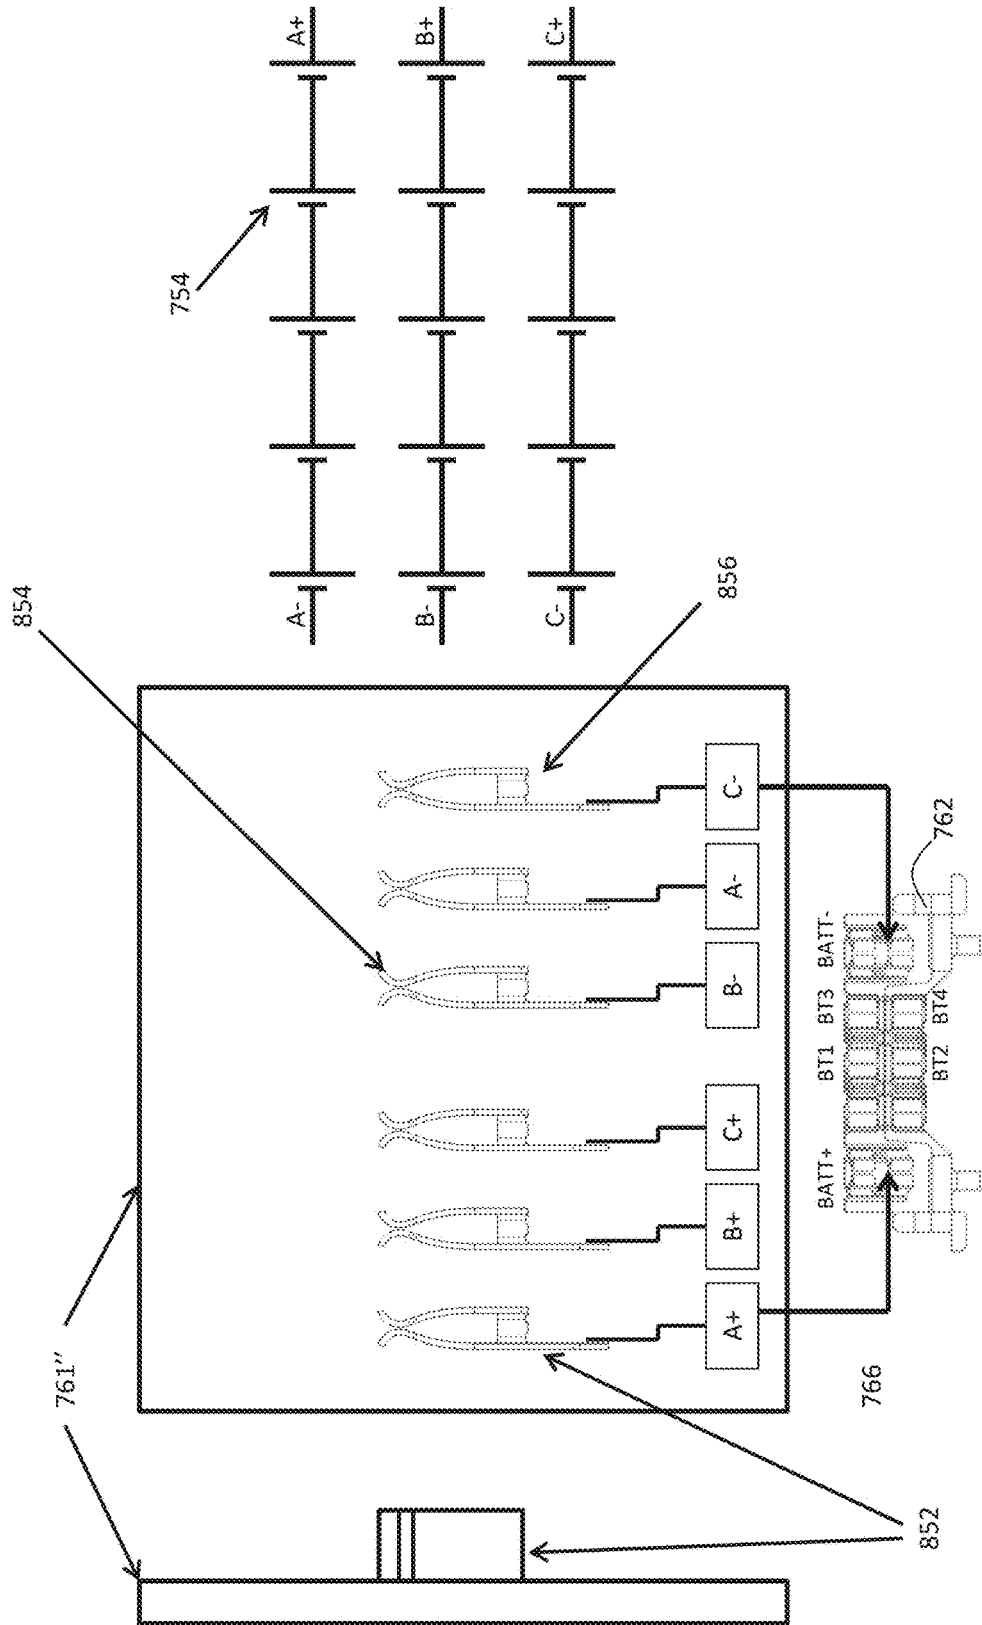 854
761’’
754
A- A+
B- B+
C- C+
A+ B+ C+ B- A- C-
856
BATT+ BT1 BT3 BATT-
766
852
BT2 BT4
762